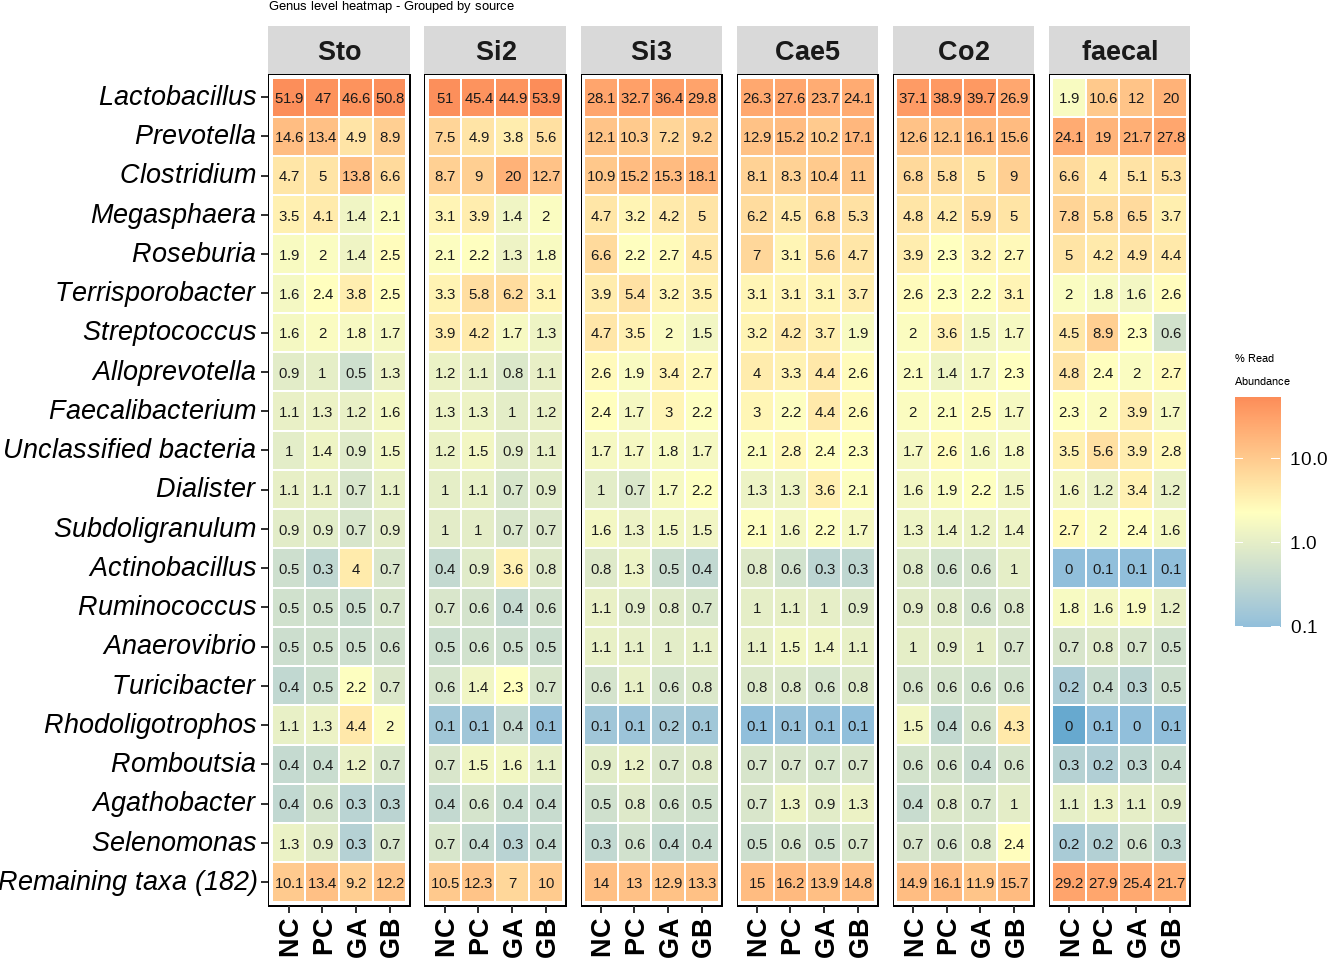 Genus level heatmap - Grouped by source
Sto Si2 Si3 Cae5 Co2 faecal
Lactobacillus 51.9 47 46.6 50.8 51 45.4 44.9 53.9 28.1 32.7 36.4 29.8 26.3 27.6 23.7 24.1 37.1 38.9 39.7 26.9 1.9 10.6 12 20
Prevotella 14.6 13.4 4.9 8.9 7.5 4.9 3.8 5.6 12.1 10.3 7.2 9.2 12.9 15.2 10.2 17.1 12.6 12.1 16.1 15.6 24.1 19 21.7 27.8
Clostridium 4.7 5 13.8 6.6 8.7 9 20 12.7 10.9 15.2 15.3 18.1 8.1 8.3 10.4 11 6.8 5.8 5 9 6.6 4 5.1 5.3
Megasphaera 3.5 4.1 1.4 2.1 3.1 3.9 1.4 2 4.7 3.2 4.2 5 6.2 4.5 6.8 5.3 4.8 4.2 5.9 5 7.8 5.8 6.5 3.7
Roseburia 1.9 2 1.4 2.5 2.1 2.2 1.3 1.8 6.6 2.2 2.7 4.5 7 3.1 5.6 4.7 3.9 2.3 3.2 2.7 5 4.2 4.9 4.4
Terrisporobacter 1.6 2.4 3.8 2.5 3.3 5.8 6.2 3.1 3.9 5.4 3.2 3.5 3.1 3.1 3.1 3.7 2.6 2.3 2.2 3.1 2 1.8 1.6 2.6
Streptococcus 1.6 2 1.8 1.7 3.9 4.2 1.7 1.3 4.7 3.5 2 1.5 3.2 4.2 3.7 1.9 2 3.6 1.5 1.7 4.5 8.9 2.3 0.6
Alloprevotella 0.9 1 0.5 1.3 1.2 1.1 0.8 1.1 2.6 1.9 3.4 2.7 4 3.3 4.4 2.6 2.1 1.4 1.7 2.3 4.8 2.4 2 2.7
Faecalibacterium 1.1 1.3 1.2 1.6 1.3 1.3 1 1.2 2.4 1.7 3 2.2 3 2.2 4.4 2.6 2 2.1 2.5 1.7 2.3 2 3.9 1.7
Unclassified bacteria 1 1.4 0.9 1.5 1.2 1.5 0.9 1.1 1.7 1.7 1.8 1.7 2.1 2.8 2.4 2.3 1.7 2.6 1.6 1.8 3.5 5.6 3.9 2.8
Dialister 1.1 1.1 0.7 1.1 1 1.1 0.7 0.9 1 0.7 1.7 2.2 1.3 1.3 3.6 2.1 1.6 1.9 2.2 1.5 1.6 1.2 3.4 1.2
Subdoligranulum 0.9 0.9 0.7 0.9 1 1 0.7 0.7 1.6 1.3 1.5 1.5 2.1 1.6 2.2 1.7 1.3 1.4 1.2 1.4 2.7 2 2.4 1.6
Actinobacillus 0.5 0.3 4 0.7 0.4 0.9 3.6 0.8 0.8 1.3 0.5 0.4 0.8 0.6 0.3 0.3 0.8 0.6 0.6 1 0 0.1 0.1 0.1
Ruminococcus 0.5 0.5 0.5 0.7 0.7 0.6 0.4 0.6 1.1 0.9 0.8 0.7 1 1.1 1 0.9 0.9 0.8 0.6 0.8 1.8 1.6 1.9 1.2
Anaerovibrio 0.5 0.5 0.5 0.6 0.5 0.6 0.5 0.5 1.1 1.1 1 1.1 1.1 1.5 1.4 1.1 1 0.9 1 0.7 0.7 0.8 0.7 0.5
Turicibacter 0.4 0.5 2.2 0.7 0.6 1.4 2.3 0.7 0.6 1.1 0.6 0.8 0.8 0.8 0.6 0.8 0.6 0.6 0.6 0.6 0.2 0.4 0.3 0.5
Rhodoligotrophos 1.1 1.3 4.4 2 0.1 0.1 0.4 0.1 0.1 0.1 0.2 0.1 0.1 0.1 0.1 0.1 1.5 0.4 0.6 4.3 0 0.1 0 0.1
Romboutsia 0.4 0.4 1.2 0.7 0.7 1.5 1.6 1.1 0.9 1.2 0.7 0.8 0.7 0.7 0.7 0.7 0.6 0.6 0.4 0.6 0.3 0.2 0.3 0.4
Agathobacter 0.4 0.6 0.3 0.3 0.4 0.6 0.4 0.4 0.5 0.8 0.6 0.5 0.7 1.3 0.9 1.3 0.4 0.8 0.7 1 1.1 1.3 1.1 0.9
Selenomonas 1.3 0.9 0.3 0.7 0.7 0.4 0.3 0.4 0.3 0.6 0.4 0.4 0.5 0.6 0.5 0.7 0.7 0.6 0.8 2.4 0.2 0.2 0.6 0.3
Remaining taxa (182) 10.1 13.4 9.2 12.2 10.5 12.3 7 10 14 13 12.9 13.3 15 16.2 13.9 14.8 14.9 16.1 11.9 15.7 29.2 27.9 25.4 21.7
NC PC GA GB NC PC GA GB NC PC GA GB NC PC GA GB NC PC GA GB NC PC GA GB
% Read
Abundance
10.0
1.0
0.1